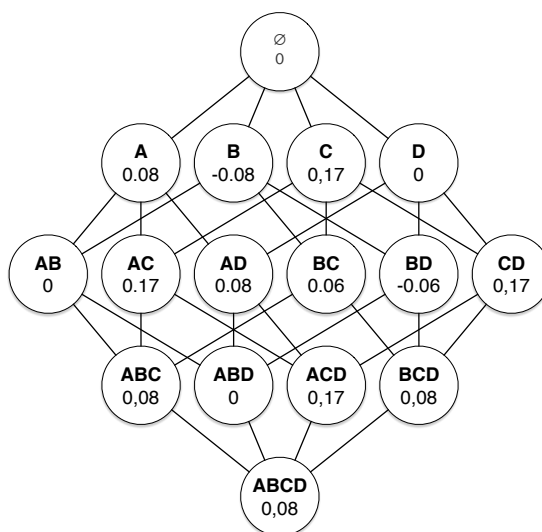 ∅
0
A
0.08
B
-0.08
C
0,17
D
0
AB
0
AC
0.17
AD
0.08
BC
0.06
BD
-0.06
CD
0,17
ABC
0,08
ABD
0
ACD
0,17
BCD
0,08
ABCD
0,08